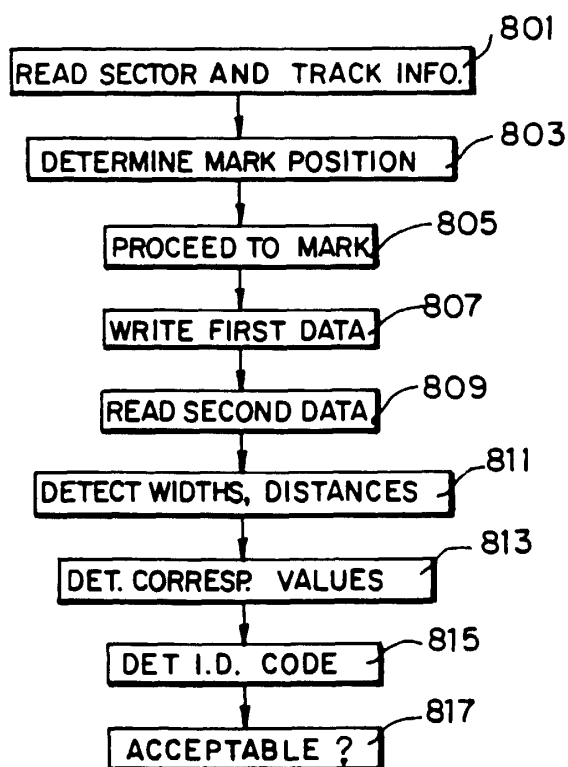 801
READ SECTOR AND TRACK INFO.
803
DETERMINE MARK POSITION
805
PROCEED TO MARK
807
WRITE FIRST DATA
809
READ SECOND DATA
811
DETECT WIDTHS, DISTANCES
813
DET. CORRESP. VALUES
815
DET I.D. CODE
817
ACCEPTABLE ?